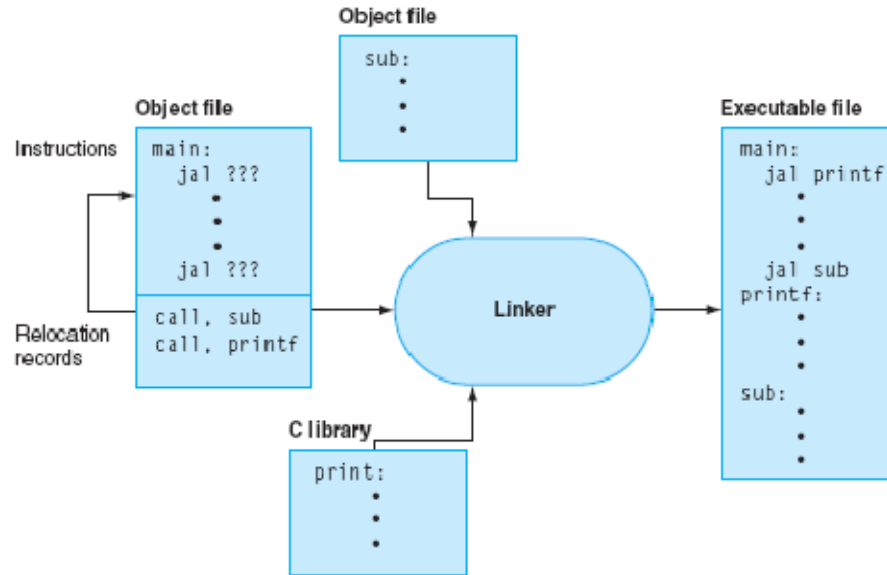 Object file
sub:
Object file
Instructions
main:
jal ???
jal ???
Relocation
records
call, sub
call, printf
Linker
C library
print:
Executable file
main:
jal printf
jal sub
printf:
sub: